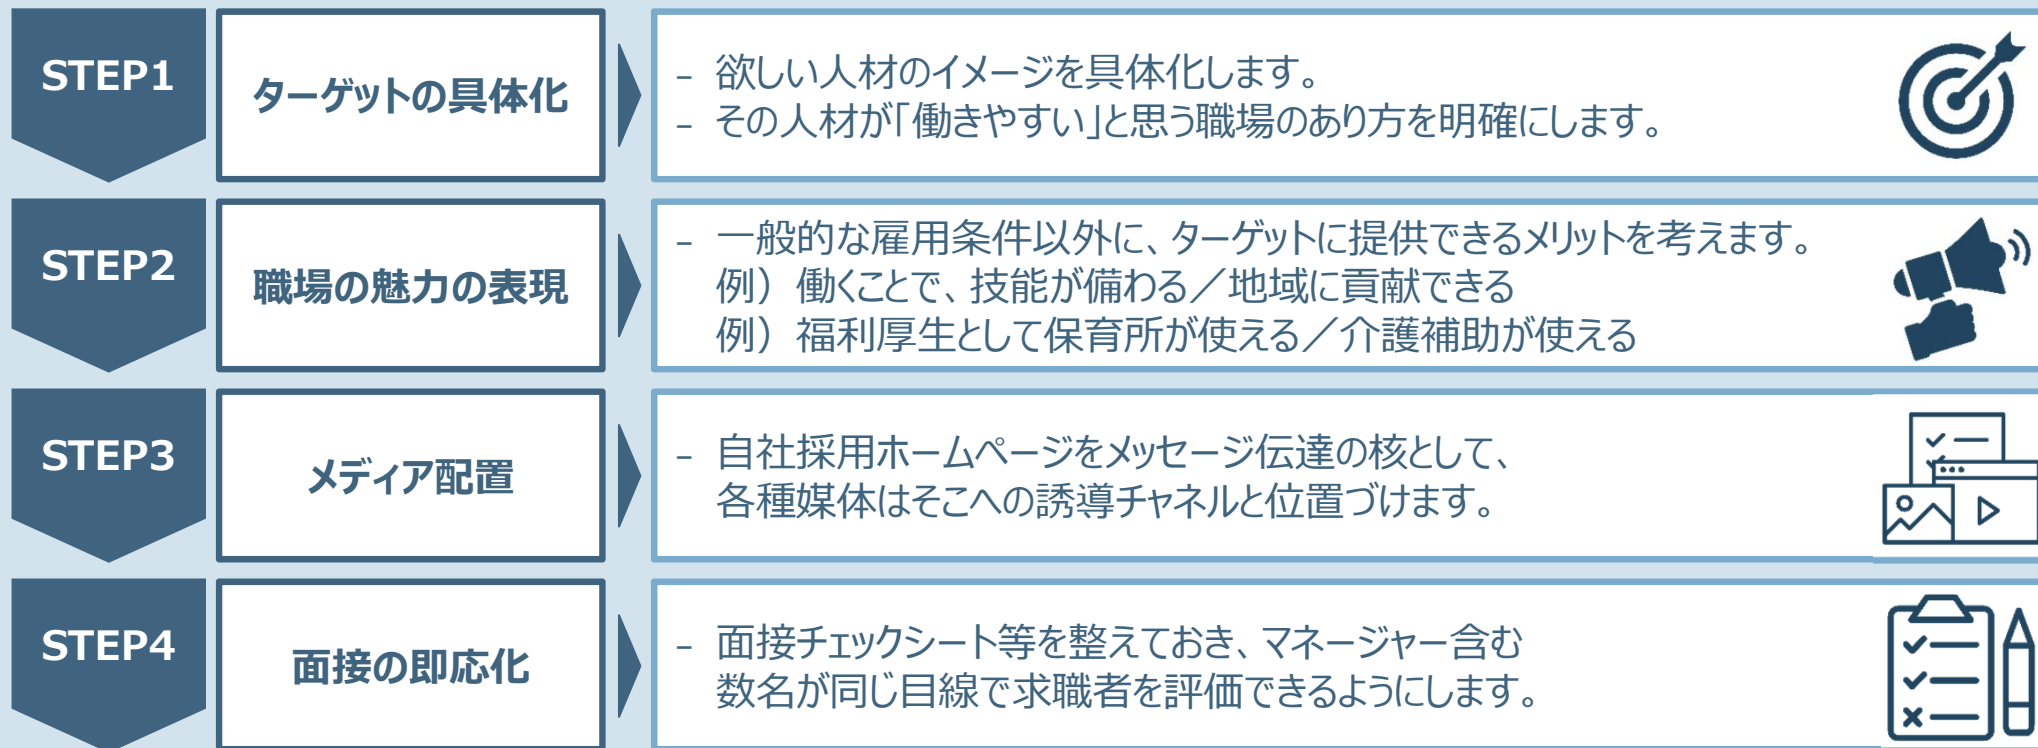 STEP1
ターゲットの具体化
– 欲しい人材のイメージを具体化します。
– その人材が「働きやすい」と思う職場のあり方を明確にします。
STEP2
職場の魅力の表現
– 一般的な雇用条件以外に、ターゲットに提供できるメリットを考えます。
例）働くことで、技能が備わる／地域に貢献できる
例）福利厚生として保育所が使える／介護補助が使える
STEP3
メディア配置
– 自社採用ホームページをメッセージ伝達の核として、
各種媒体はそこへの誘導チャネルと位置づけます。
STEP4
面接の即応化
– 面接チェックシート等を整えておき、マネージャー含む
数名が同じ目線で求職者を評価できるようにします。